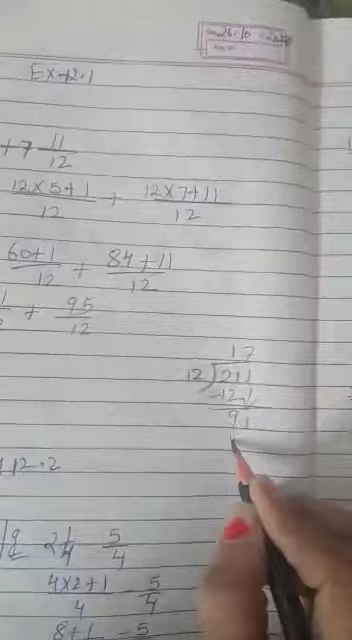 Ex-12.1
+ 7 11/12
12×5+1/12 + 12×7+11/12
60+1/12 + 84+11/12
+ 95/12
17
12)211
-12↓
91
12.2
2 1/4 5/4
4×2+1/4 - 5/4
8+1 - 5